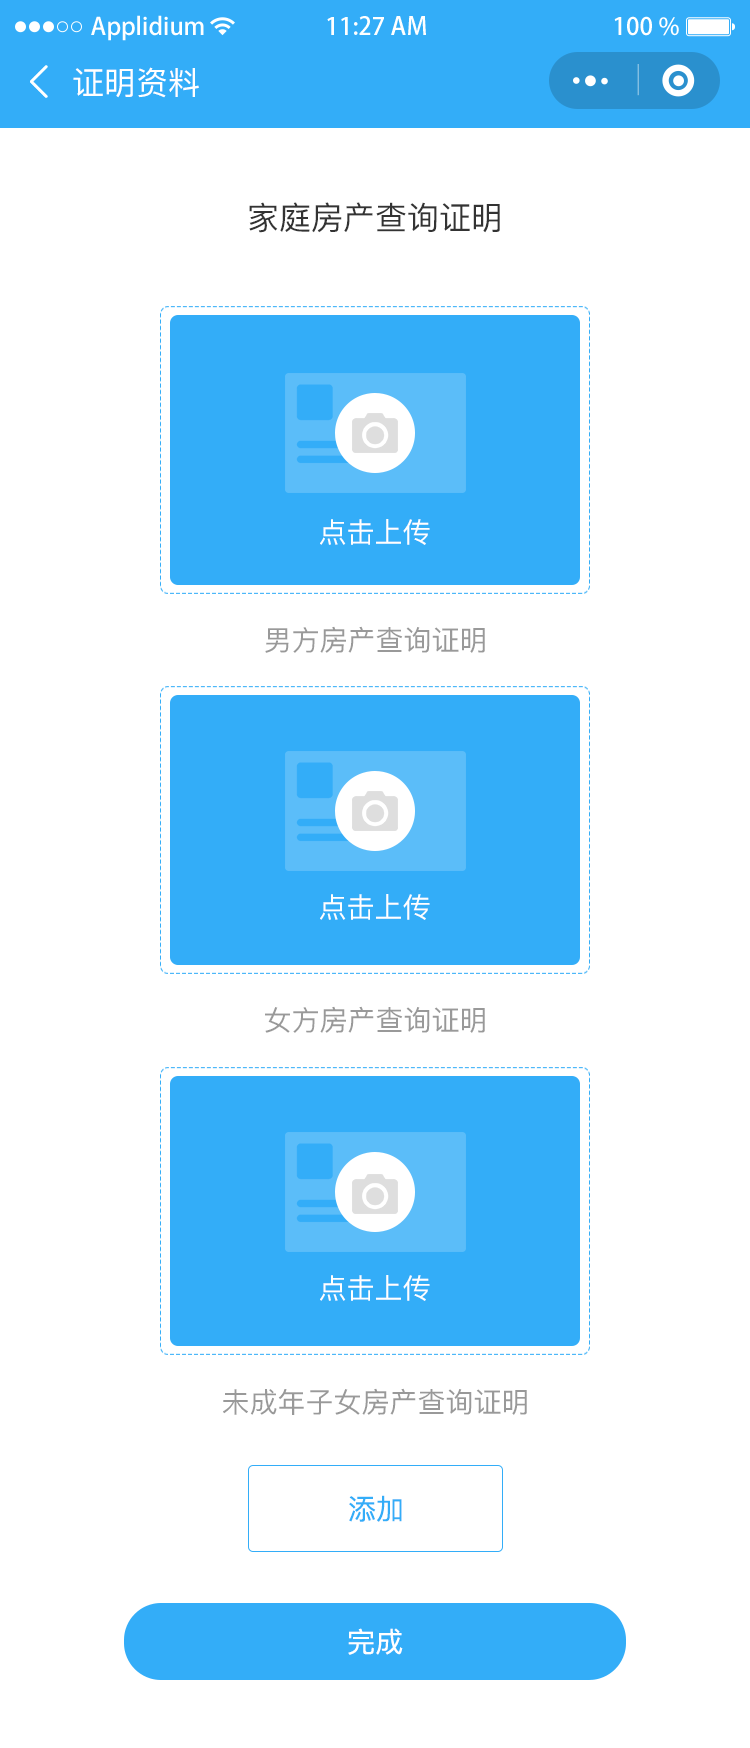 Applidium 11:27 AM 100 %
证明资料
家庭房产查询证明
点击上传
男方房产查询证明
点击上传
女方房产查询证明
点击上传
未成年子女房产查询证明
添加
完成